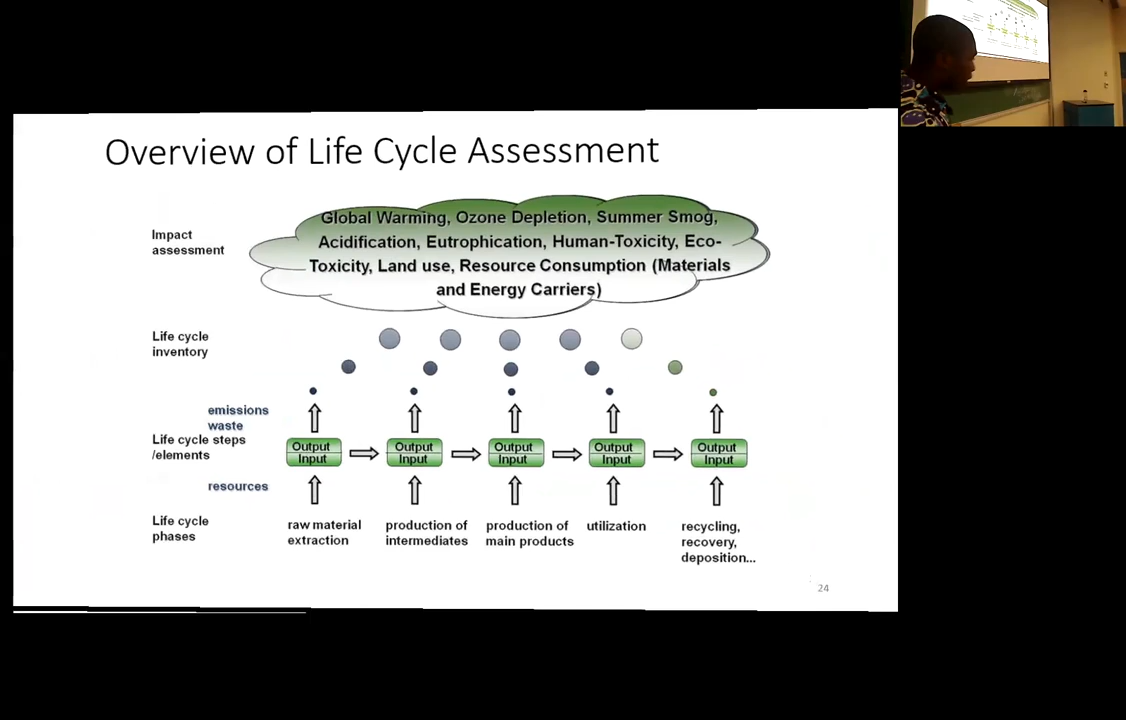 Overview of Life Cycle Assessment
Impact
assessment
Global Warming, Ozone Depletion, Summer Smog,
Acidification, Eutrophication, Human-Toxicity, Eco-
Toxicity, Land use, Resource Consumption (Materials
and Energy Carriers)
Life cycle
inventory
emissions
waste
Life cycle steps
/elements
Output
Input
Output
Input
Output
Input
Output
Input
Output
Input
resources
Life cycle
phases
raw material
extraction
production of
intermediates
production of
main products
utilization
recycling,
recovery,
deposition...
24